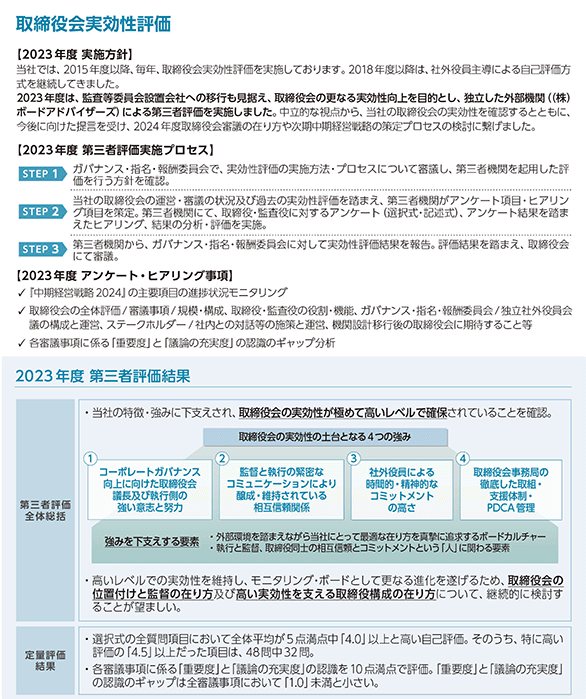 取締役会実効性評価
【2023年度 実施方針】
当社では、2015年度以降、毎年、取締役会実効性評価を実施しております。2018年度以降は、社外役員主導による自己評価方
式を継続してきました。
2023年度は、監査等委員会設置会社への移行も見据え、取締役会の更なる実効性向上を目的とし、独立した外部機関（(株)
ボードアドバイザーズ）による第三者評価を実施しました。中立的な視点から、当社の取締役会の実効性を確認するとともに、
今後に向けた提言を受け、2024年度取締役会審議の在り方や次期中期経営戦略の策定プロセスの検討に繋げました。
【2023年度 第三者評価実施プロセス】
STEP 1
ガバナンス・指名・報酬委員会で、実効性評価の実施方法・プロセスについて審議し、第三者機関を起用した評
価を行う方針を確認。
STEP 2
当社の取締役会の運営・審議の状況及び過去の実効性評価を踏まえ、第三者機関がアンケート項目・ヒアリン
グ項目を策定。第三者機関にて、取締役・監査役に対するアンケート（選択式・記述式）、アンケート結果を踏ま
えたヒアリング、結果の分析・評価を実施。
STEP 3
第三者機関から、ガバナンス・指名・報酬委員会に対して実効性評価結果を報告。評価結果を踏まえ、取締役会
にて審議。
【2023年度 アンケート・ヒアリング事項】
✓ 『中期経営戦略2024』の主要項目の進捗状況モニタリング
✓ 取締役会の全体評価／審議事項／規模・構成、取締役・監査役の役割・機能、ガバナンス・指名・報酬委員会／独立社外役員会
議の構成と運営、ステークホルダー／社内との対話等の施策と運営、機関設計移行後の取締役会に期待すること等
✓ 各審議事項に係る「重要度」と「議論の充実度」の認識のギャップ分析
2023年度 第三者評価結果
第三者評価
全体総括
・当社の特徴・強みに下支えされ、取締役会の実効性が極めて高いレベルで確保されていることを確認。
取締役会の実効性の土台となる4つの強み
①
コーポレートガバナンス
向上に向けた取締役会
議長及び執行側の
強い意志と努力
②
監督と執行の緊密な
コミュニケーションにより
醸成・維持されている
相互信頼関係
③
社外役員による
時間的・精神的な
コミットメント
の高さ
④
取締役会事務局の
徹底した取組・
支援体制・
PDCA管理
強みを下支えする要素
・外部環境を踏まえながら当社にとって最適な在り方を真摯に追求するボードカルチャー
・執行と監督、取締役同士の相互信頼とコミットメントという「人」に関わる要素
・高いレベルでの実効性を維持し、モニタリング・ボードとして更なる進化を遂げるため、取締役会の
位置付けと監督の在り方及び高い実効性を支える取締役構成の在り方について、継続的に検討す
ることが望ましい。
定量評価
結果
・選択式の全質問項目において全体平均が5点満点中「4.0」以上と高い自己評価。そのうち、特に高い
評価の「4.5」以上だった項目は、48問中32問。
・各審議事項に係る「重要度」と「議論の充実度」の認識を10点満点で評価。「重要度」と「議論の充実度」
の認識のギャップは全審議事項において「1.0」未満と小さい。